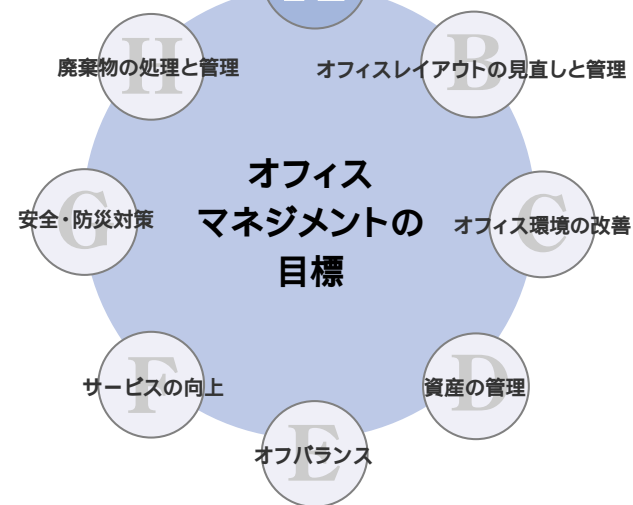 H
廃棄物の処理と管理
B
オフィスレイアウトの見直しと管理
オフィス
マネジメントの
目標
G
安全・防災対策
C
オフィス環境の改善
F
サービスの向上
D
資産の管理
E
オフバランス